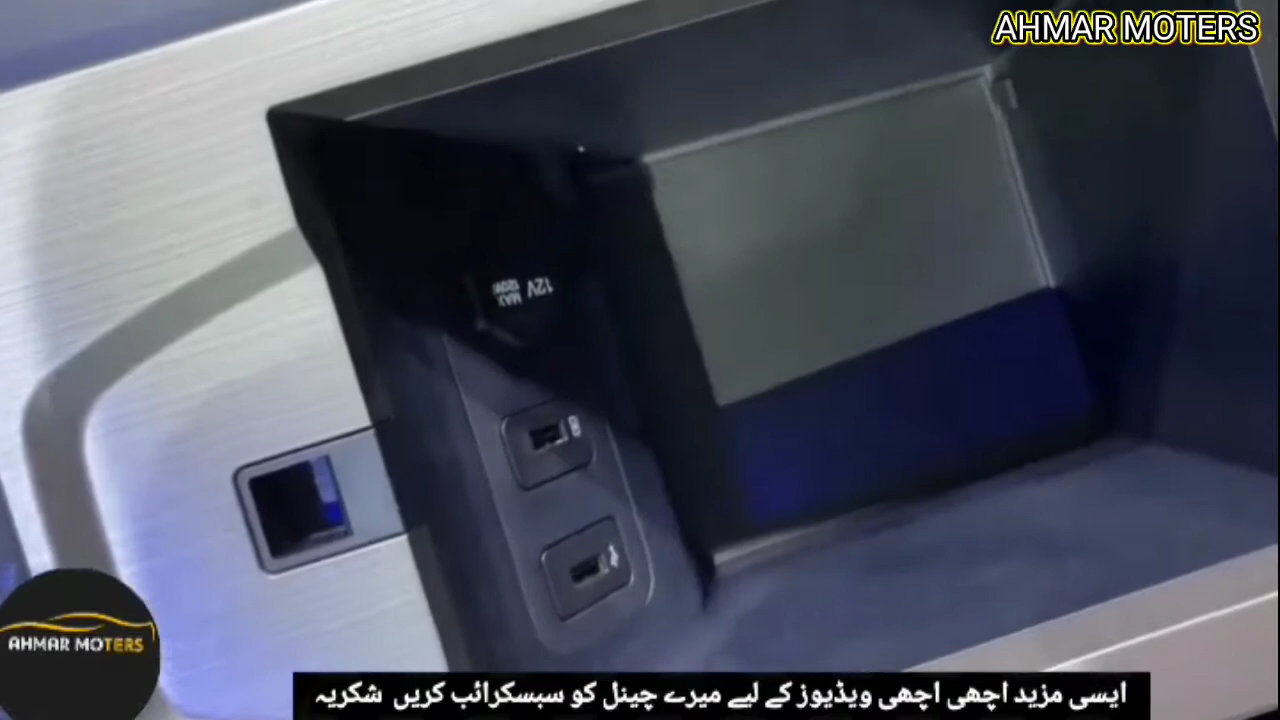 AHMAR MOTERS
12V
MAX
120W
AHMAR MOTERS
ایسی مزید اچھی اچھی ویڈیوز کے لیے میرے چینل کو سبسکرائب کریں شکریہ